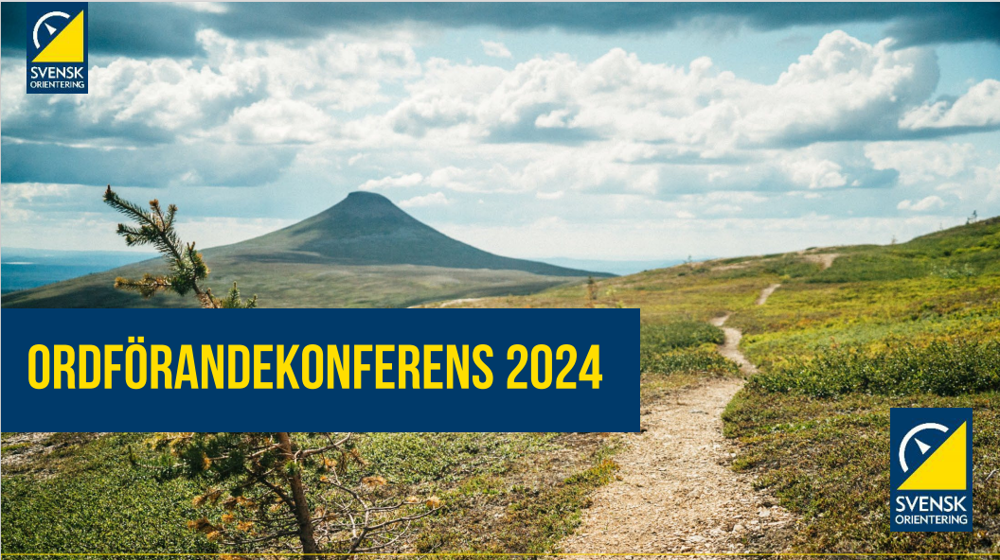 SVENSK
ORIENTERING
ORDFÖRANDEKONFERENS 2024
SVENSK
ORIENTERING